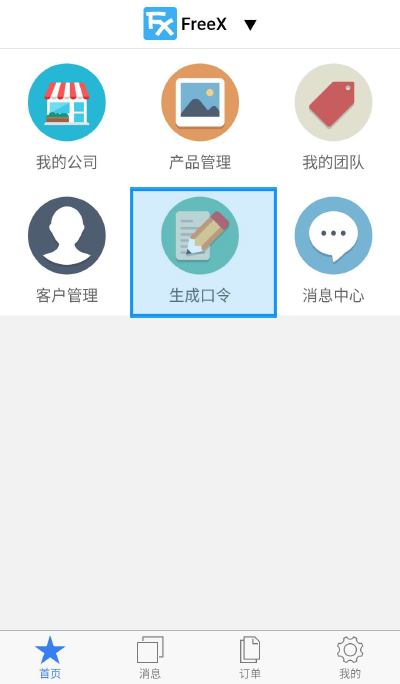 FX FreeX ▼
我的公司 产品管理 我的团队
客户管理 生成口令 消息中心
首页 消息 订单 我的